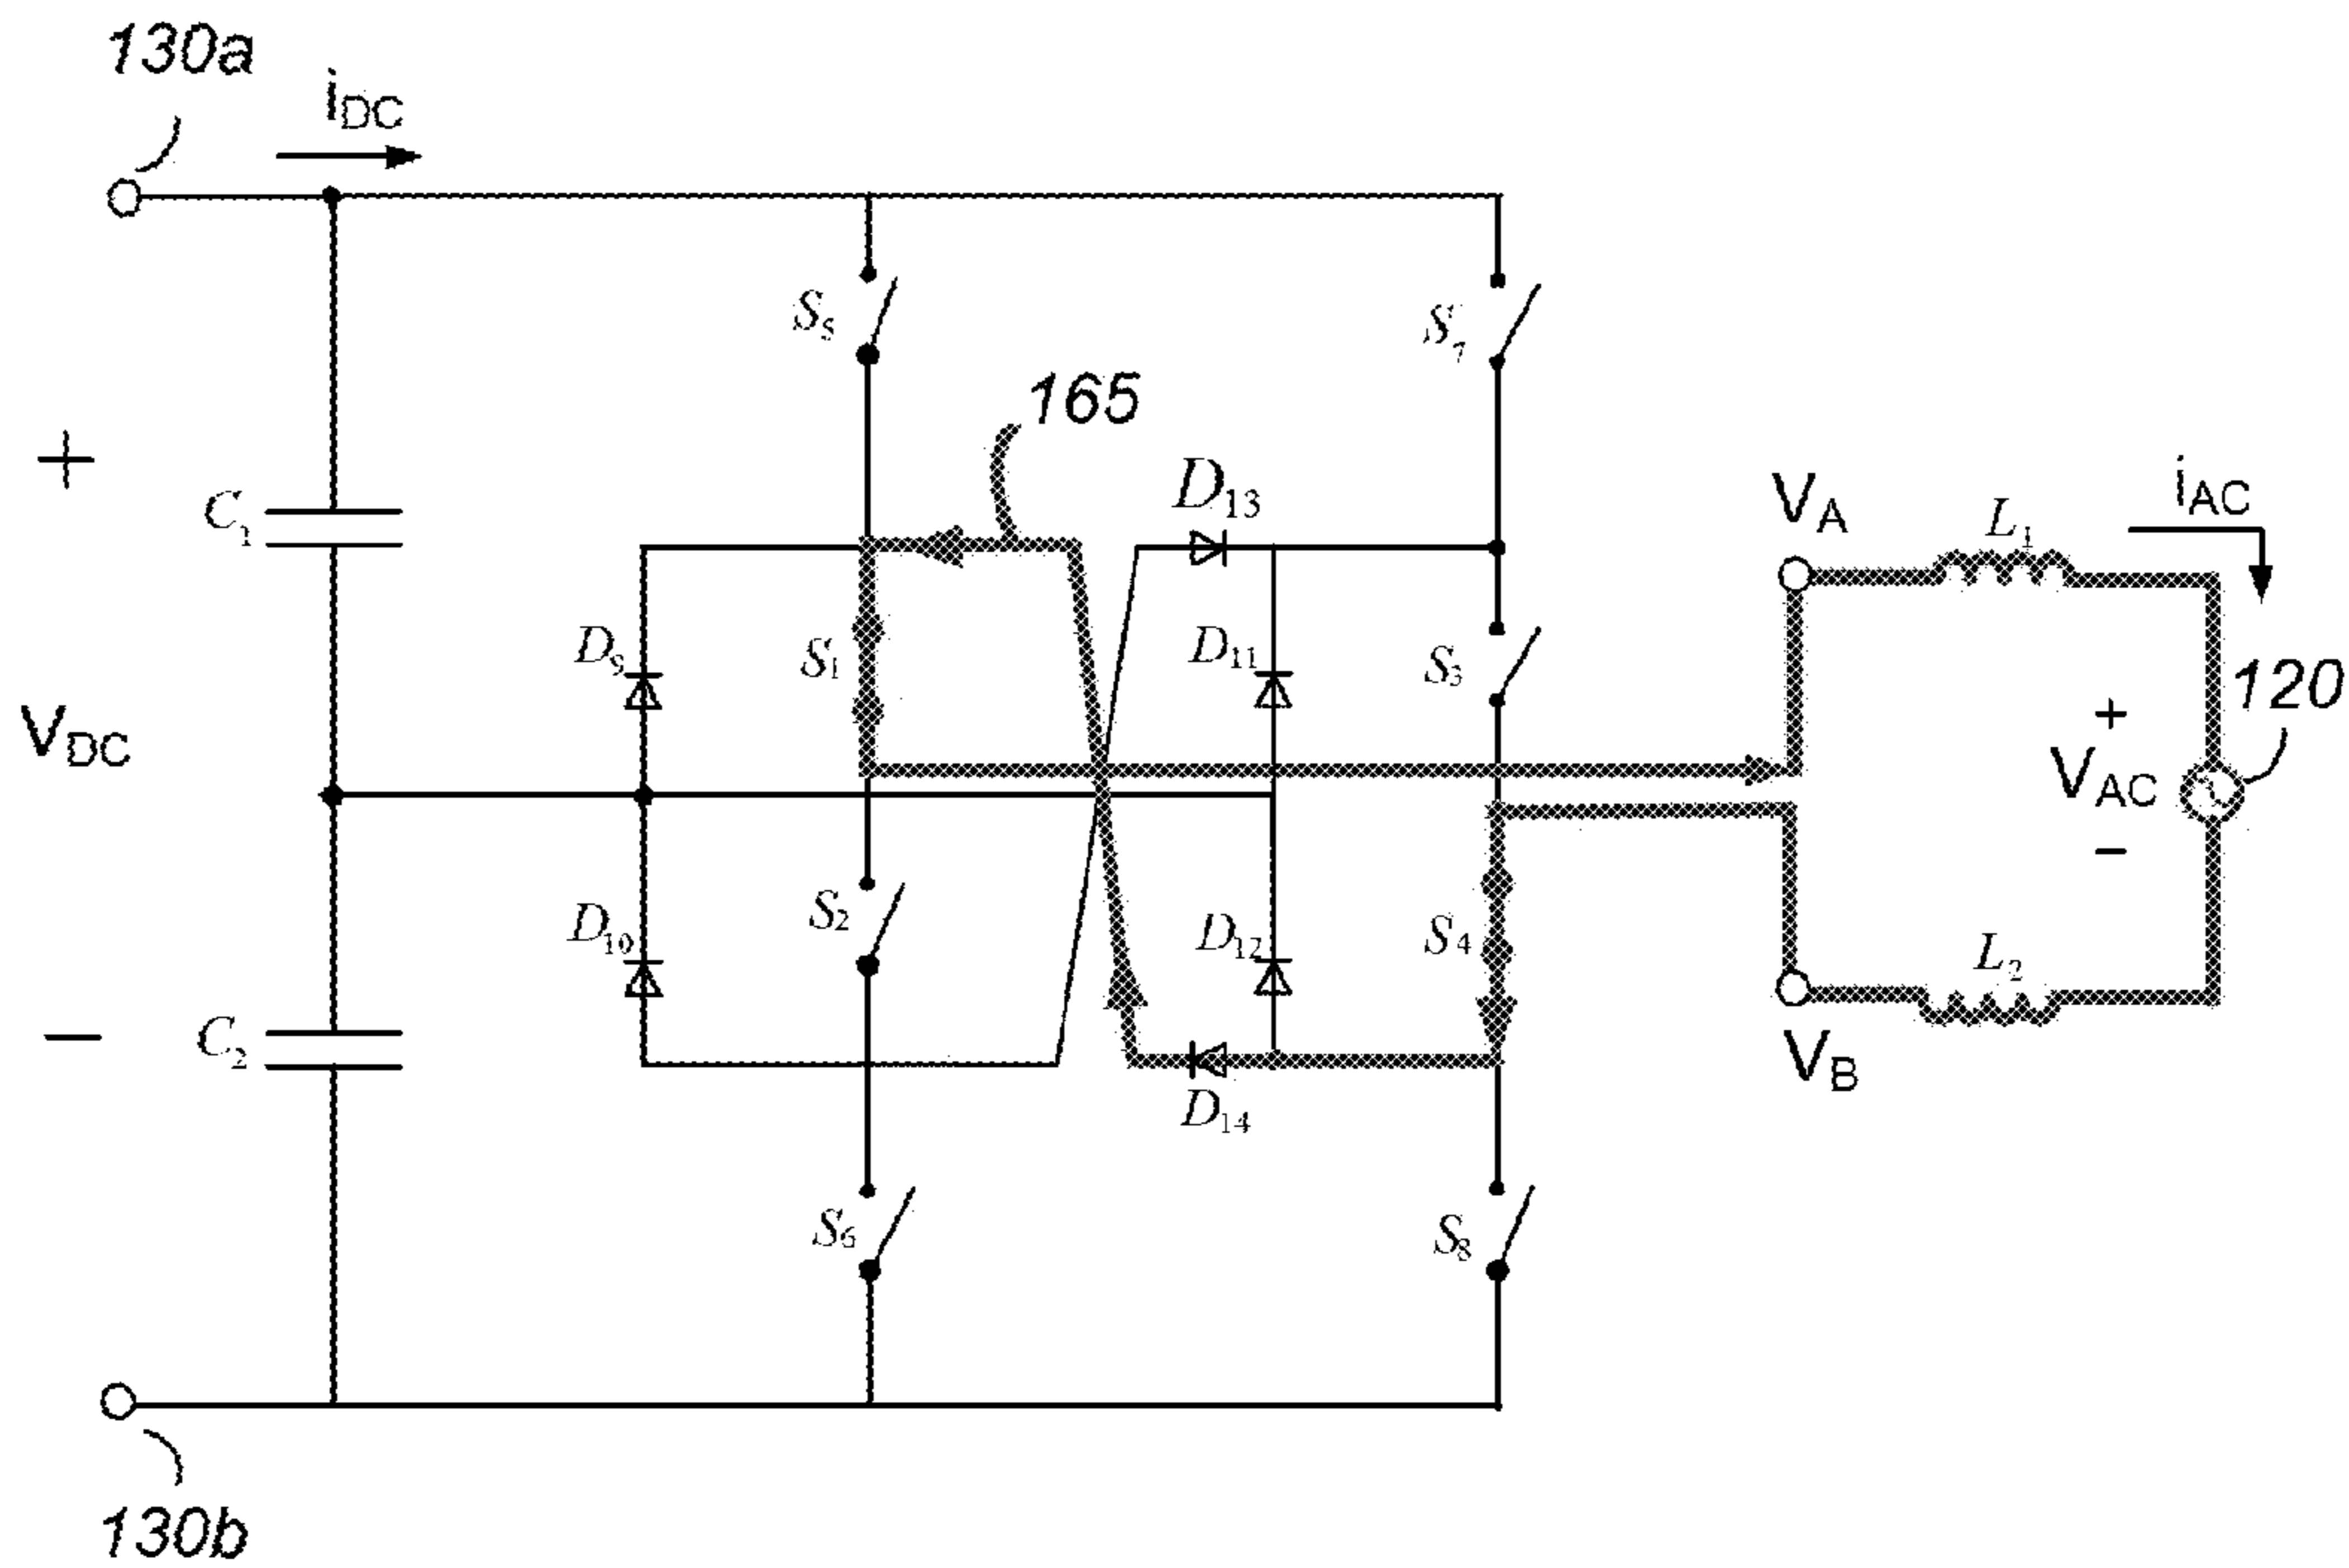 130a
iDC
S5
S7
165
+
D13
C1
VA
L1
iAC
D9
S1
D11
S3
120
VDC
+
VAC
−
D10
S2
D12
S4
L2
−
C2
VB
D14
S6
S8
130b